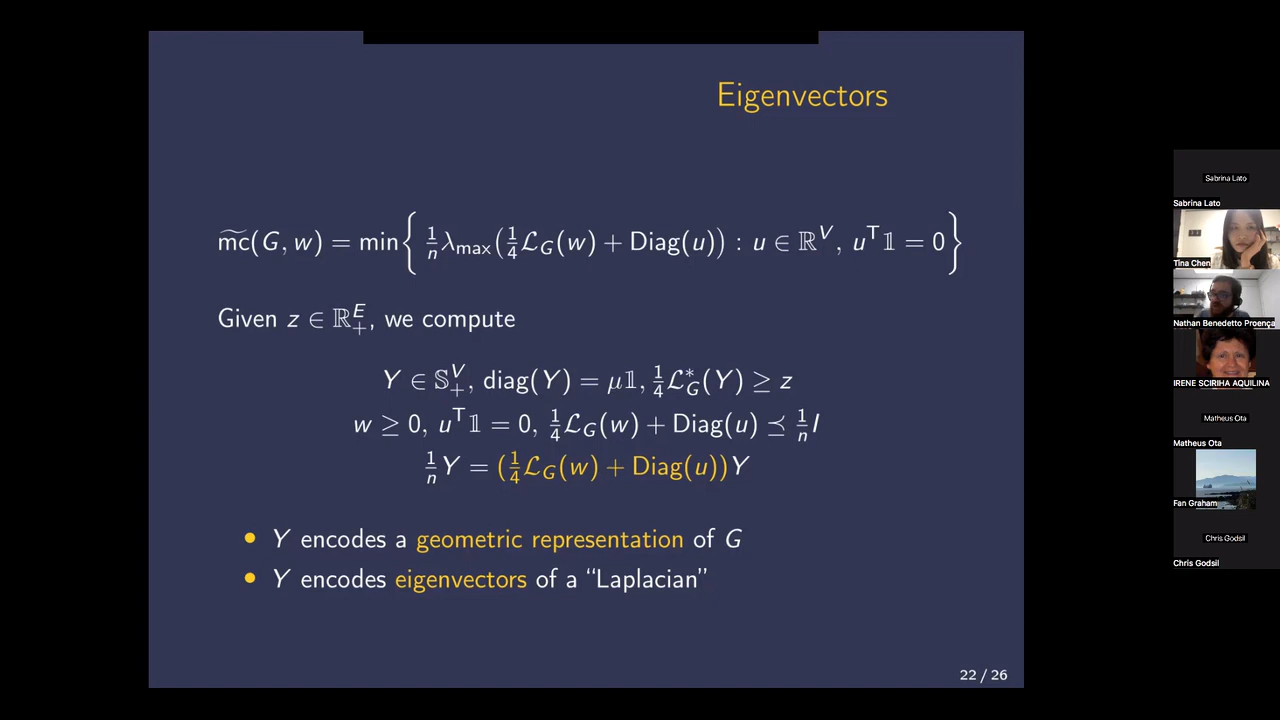 Eigenvectors
m̃c(G, w) = min{ 1/n λmax(1/4 ℒ_G(w) + Diag(u)) : u ∈ ℝ^V, u^T 𝟙 = 0 }
Given z ∈ ℝ^E_+, we compute
Y ∈ 𝕊^V_+, diag(Y) = μ𝟙, 1/4 ℒ*_G(Y) ≥ z
w ≥ 0, u^T 𝟙 = 0, 1/4 ℒ_G(w) + Diag(u) ⪯ 1/n I
1/n Y = (1/4 ℒ_G(w) + Diag(u))Y
• Y encodes a geometric representation of G
• Y encodes eigenvectors of a “Laplacian”
22 / 26
Sabrina Lato
Sabrina Lato
Tina Chen
Nathan Benedetto Proença
IRENE SCIRIHA AQUILINA
Matheus Ota
Matheus Ota
Fan Graham
Chris Godsil
Chris Godsil